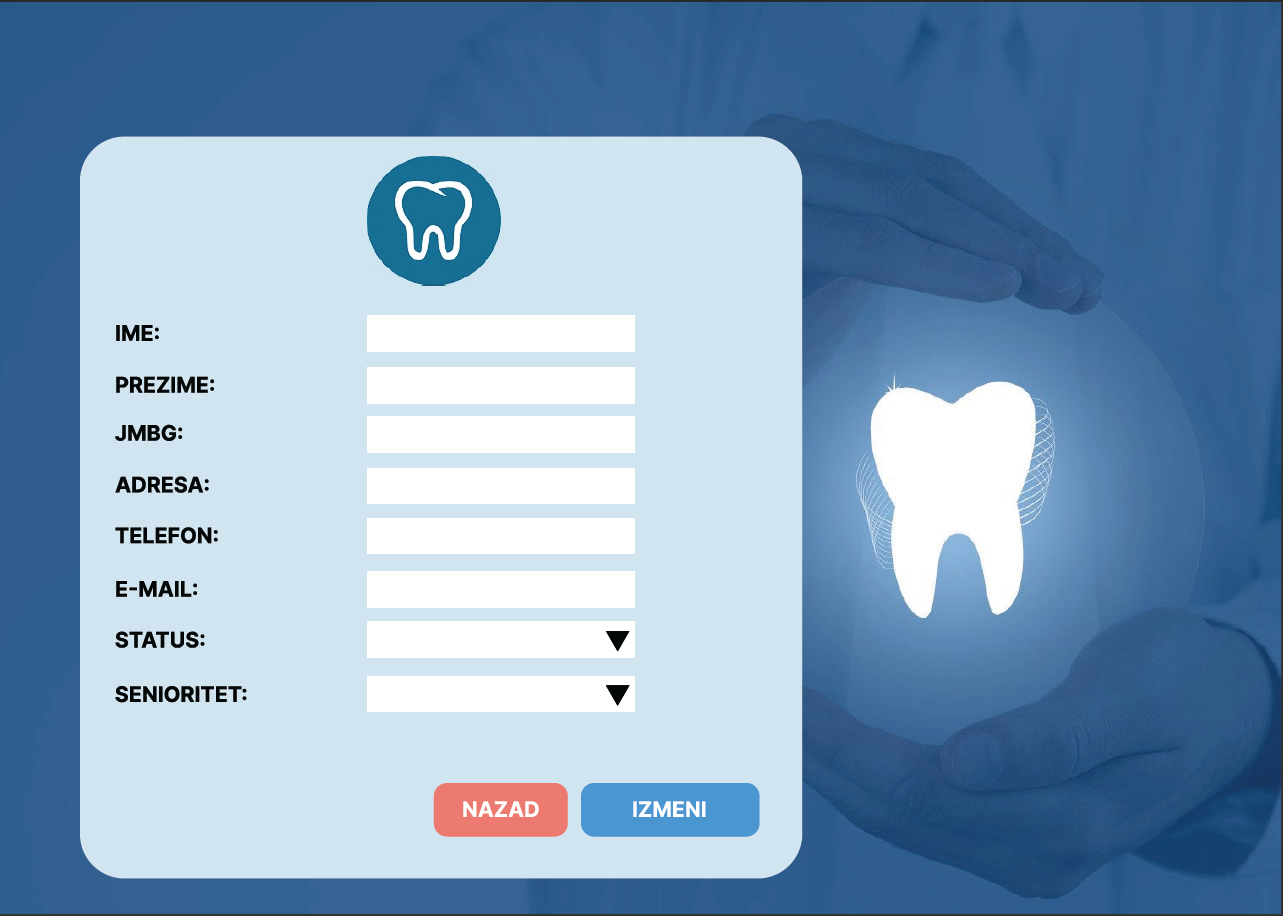 IME:
PREZIME:
JMBG:
ADRESA:
TELEFON:
E-MAIL:
STATUS:
SENIORITET:
NAZAD
IZMENI